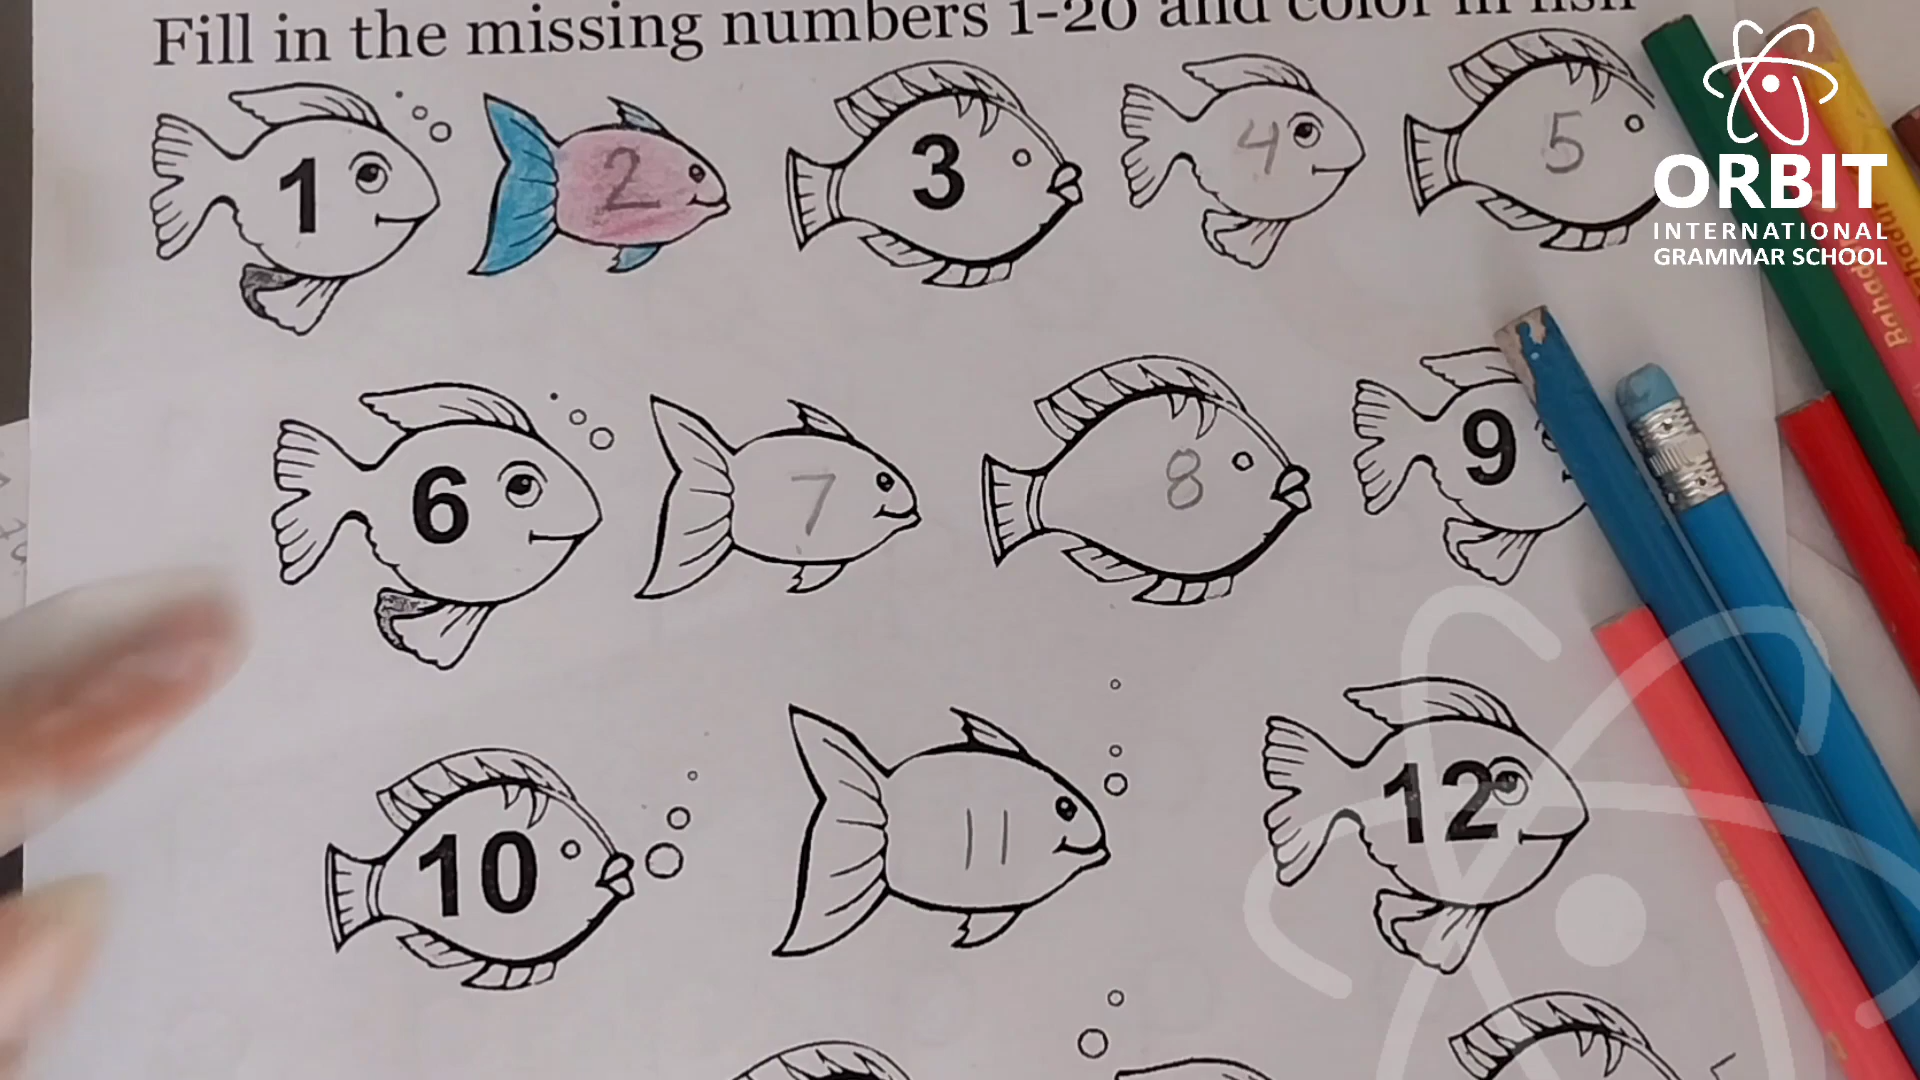 Fill in the missing numbers 1-20 and color in fish
1 2 3 4 5
6 7 8 9
10 11 12
ORBIT
INTERNATIONAL
GRAMMAR SCHOOL
Bahadur